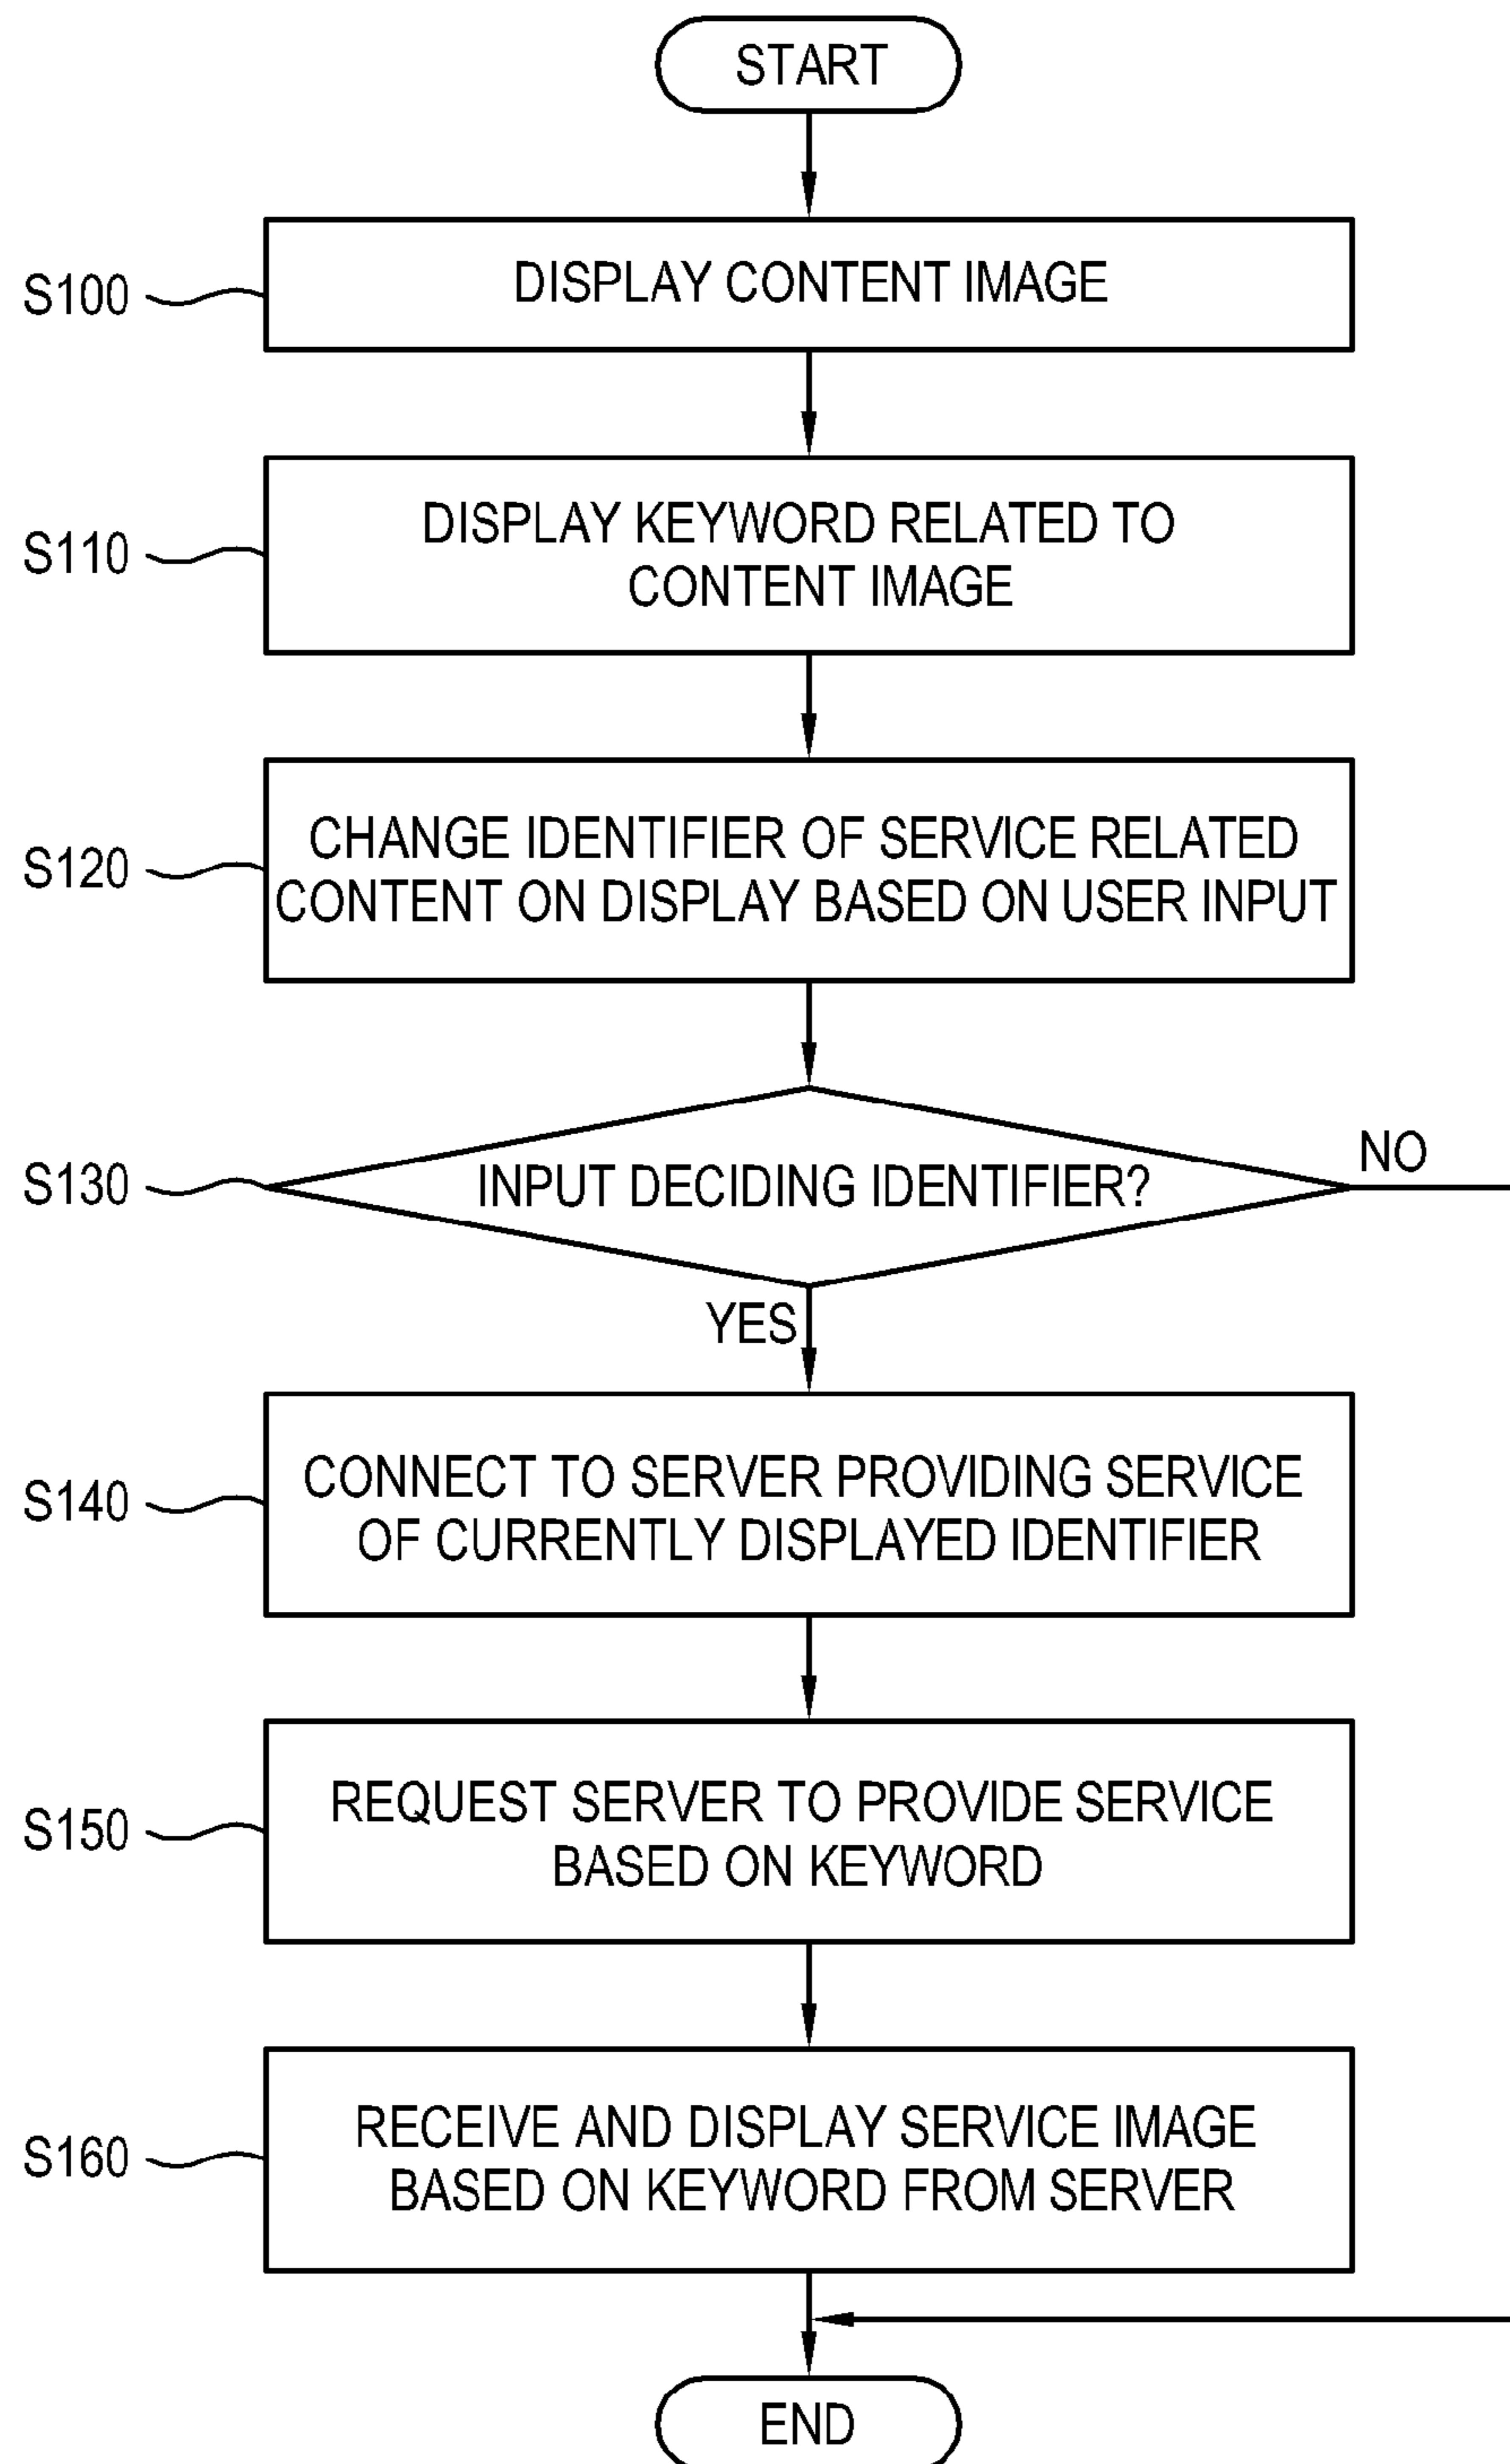 START
S100
DISPLAY CONTENT IMAGE
S110
DISPLAY KEYWORD RELATED TO
CONTENT IMAGE
S120
CHANGE IDENTIFIER OF SERVICE RELATED
CONTENT ON DISPLAY BASED ON USER INPUT
S130
INPUT DECIDING IDENTIFIER?
NO
YES
S140
CONNECT TO SERVER PROVIDING SERVICE
OF CURRENTLY DISPLAYED IDENTIFIER
S150
REQUEST SERVER TO PROVIDE SERVICE
BASED ON KEYWORD
S160
RECEIVE AND DISPLAY SERVICE IMAGE
BASED ON KEYWORD FROM SERVER
END